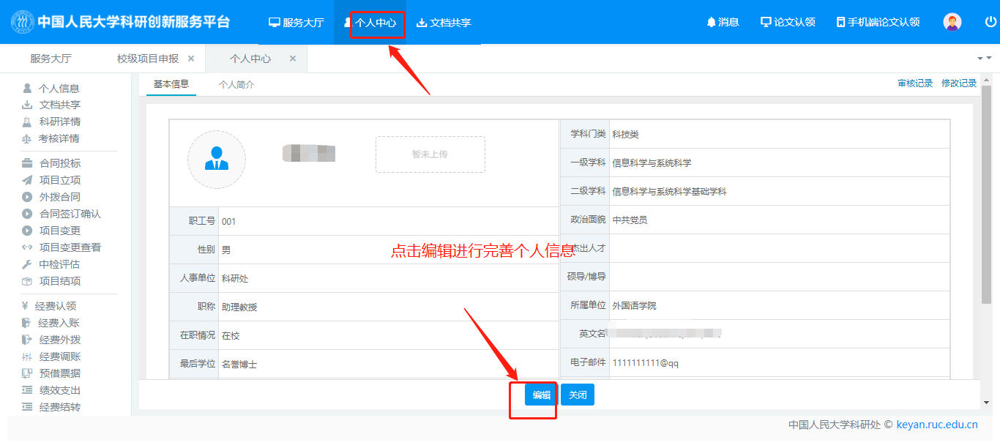 中国人民大学科研创新服务平台
服务大厅
个人中心
文档共享
消息
论文认领
手机端论文认领
服务大厅
校级项目申报
个人中心
个人信息
文档共享
科研详情
考核详情
合同投标
项目立项
外拨合同
合同签订确认
项目变更
项目变更查看
中检评估
项目结项
经费认领
经费入账
经费外拨
经费调账
预借票据
绩效支出
经费结转
基本信息
个人简介
审核记录 修改记录
暂未上传
职工号 001
性别 男
人事单位 科研处
职称 助理教授
在职情况 在校
最后学位 名誉博士
学科门类 科技类
一级学科 信息科学与系统科学
二级学科 信息科学与系统科学基础学科
政治面貌 中共党员
杰出人才
硕导/博导
所属单位 外国语学院
英文名
电子邮件 1111111111@qq
点击编辑进行完善个人信息
编辑 关闭
中国人民大学科研处 © keyan.ruc.edu.cn